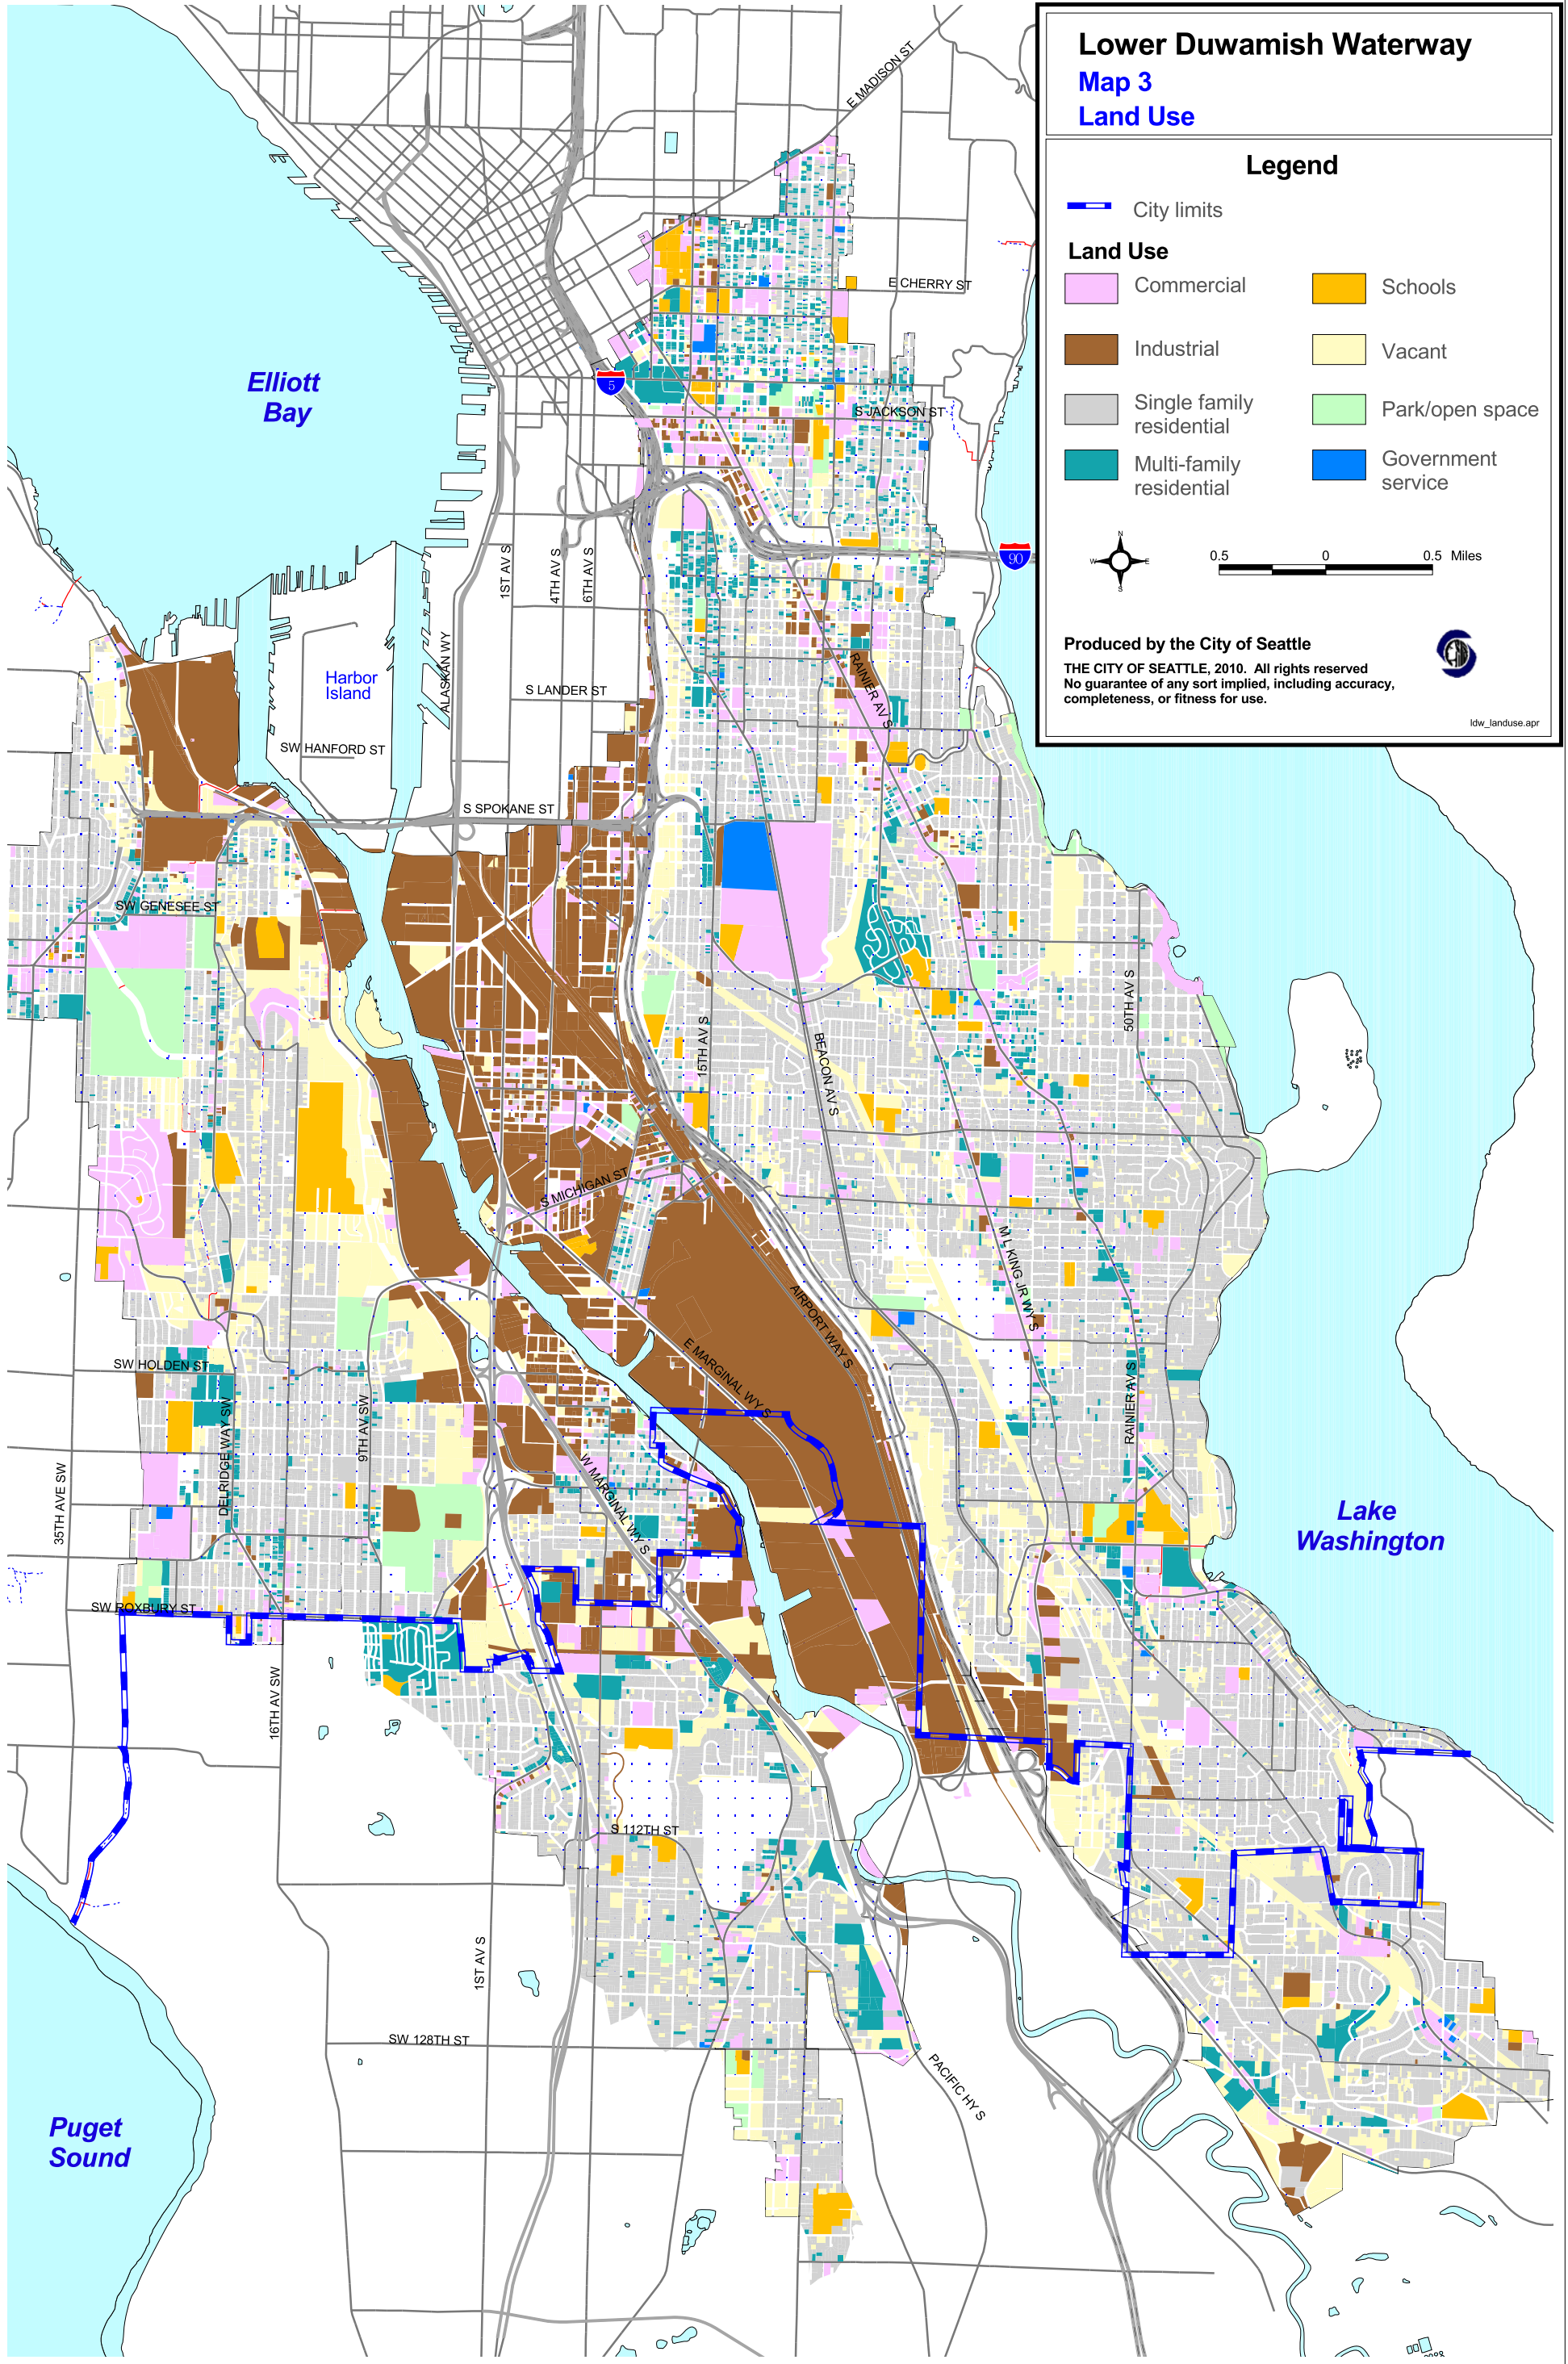 Lower Duwamish Waterway
Map 3
Land Use
Legend
City limits
Land Use
Commercial
Schools
Industrial
Vacant
Single family
residential
Park/open space
Multi-family
residential
Government
service
N
W
E
S
0.5
0
0.5 Miles
Produced by the City of Seattle
THE CITY OF SEATTLE, 2010. All rights reserved
No guarantee of any sort implied, including accuracy,
completeness, or fitness for use.
ldw_landuse.apr
E MADISON ST
E CHERRY ST
Elliott
Bay
5
S JACKSON ST
90
1ST AV S
4TH AV S
6TH AV S
ALASKAN WY
Harbor
Island
S LANDER ST
RAINIER AV S
SW HANFORD ST
S SPOKANE ST
SW GENESEE ST
15TH AV S
BEACON AV S
50TH AV S
S MICHIGAN ST
M L KING JR WY S
AIRPORT WAY S
E MARGINAL WY S
SW HOLDEN ST
DELRIDGE WAY SW
9TH AV SW
RAINIER AV S
35TH AVE SW
W MARGINAL WY S
Lake
Washington
SW ROXBURY ST
16TH AV SW
S 112TH ST
1ST AV S
SW 128TH ST
PACIFIC HY S
Puget
Sound